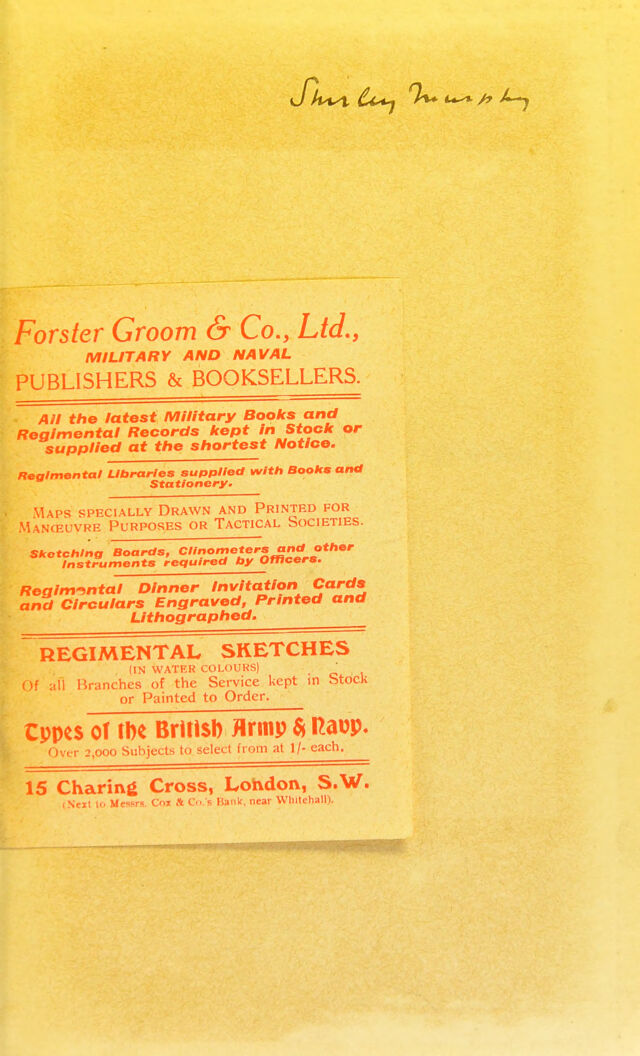 Shirley Murphy
Forster Groom & Co., Ltd.,
MILITARY AND NAVAL
PUBLISHERS & BOOKSELLERS.
All the latest Military Books and
Regimental Records kept in Stock or
supplied at the shortest Notice.
Regimental Libraries supplied with Books and
Stationery.
MAPS SPECIALLY DRAWN AND PRINTED FOR
MANŒUVRE PURPOSES OR TACTICAL SOCIETIES.
Sketching Boards, Clinometers and other
Instruments required by Officers.
Regimental Dinner Invitation Cards
and Circulars Engraved, Printed and
Lithographed.
REGIMENTAL SKETCHES
(IN WATER COLOURS)
Of all Branches of the Service kept in Stock
or Painted to Order.
Types of the British Army & Navy.
Over 2,000 Subjects to select from at 1/- each.
15 Charing Cross, London, S.W.
(Next to Messrs. Cox & Co.'s Bank, near Whitehall).